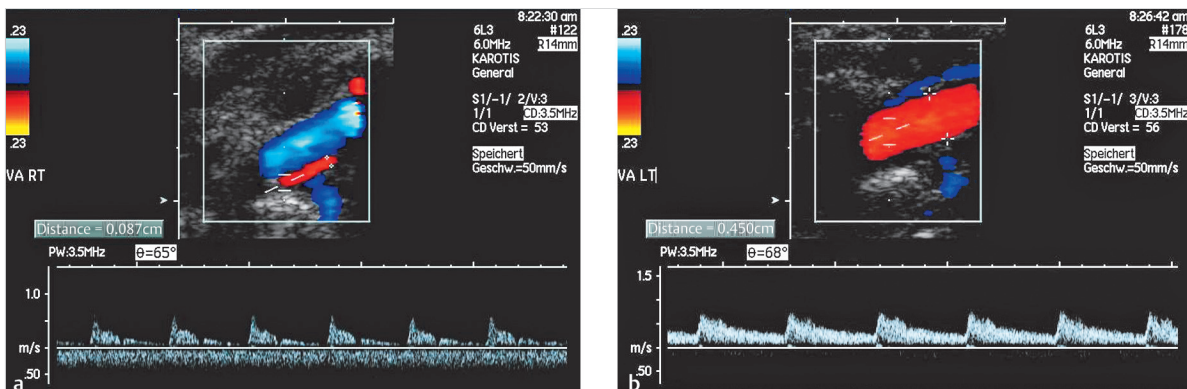 8:22:30 am
.23
6L3 #122
6.0MHz R14mm
KAROTIS
General
S1/-1/ 2/V:3
1/1 CD:3.5MHz
CD Verst = 53
.23
Speichert
Geschw.=50mm/s
VA RT
Distance = 0.087cm
PW:3.5MHz θ=65°
1.0
m/s
.50
a
8:26:42 am
.23
6L3 #178
6.0MHz R14mm
KAROTIS
General
S1/-1/ 3/V:3
1/1 CD:3.5MHz
CD Verst = 56
.23
Speichert
Geschw.=50mm/s
VA LT
Distance = 0.450cm
PW:3.5MHz θ=68°
1.5
m/s
.50
b